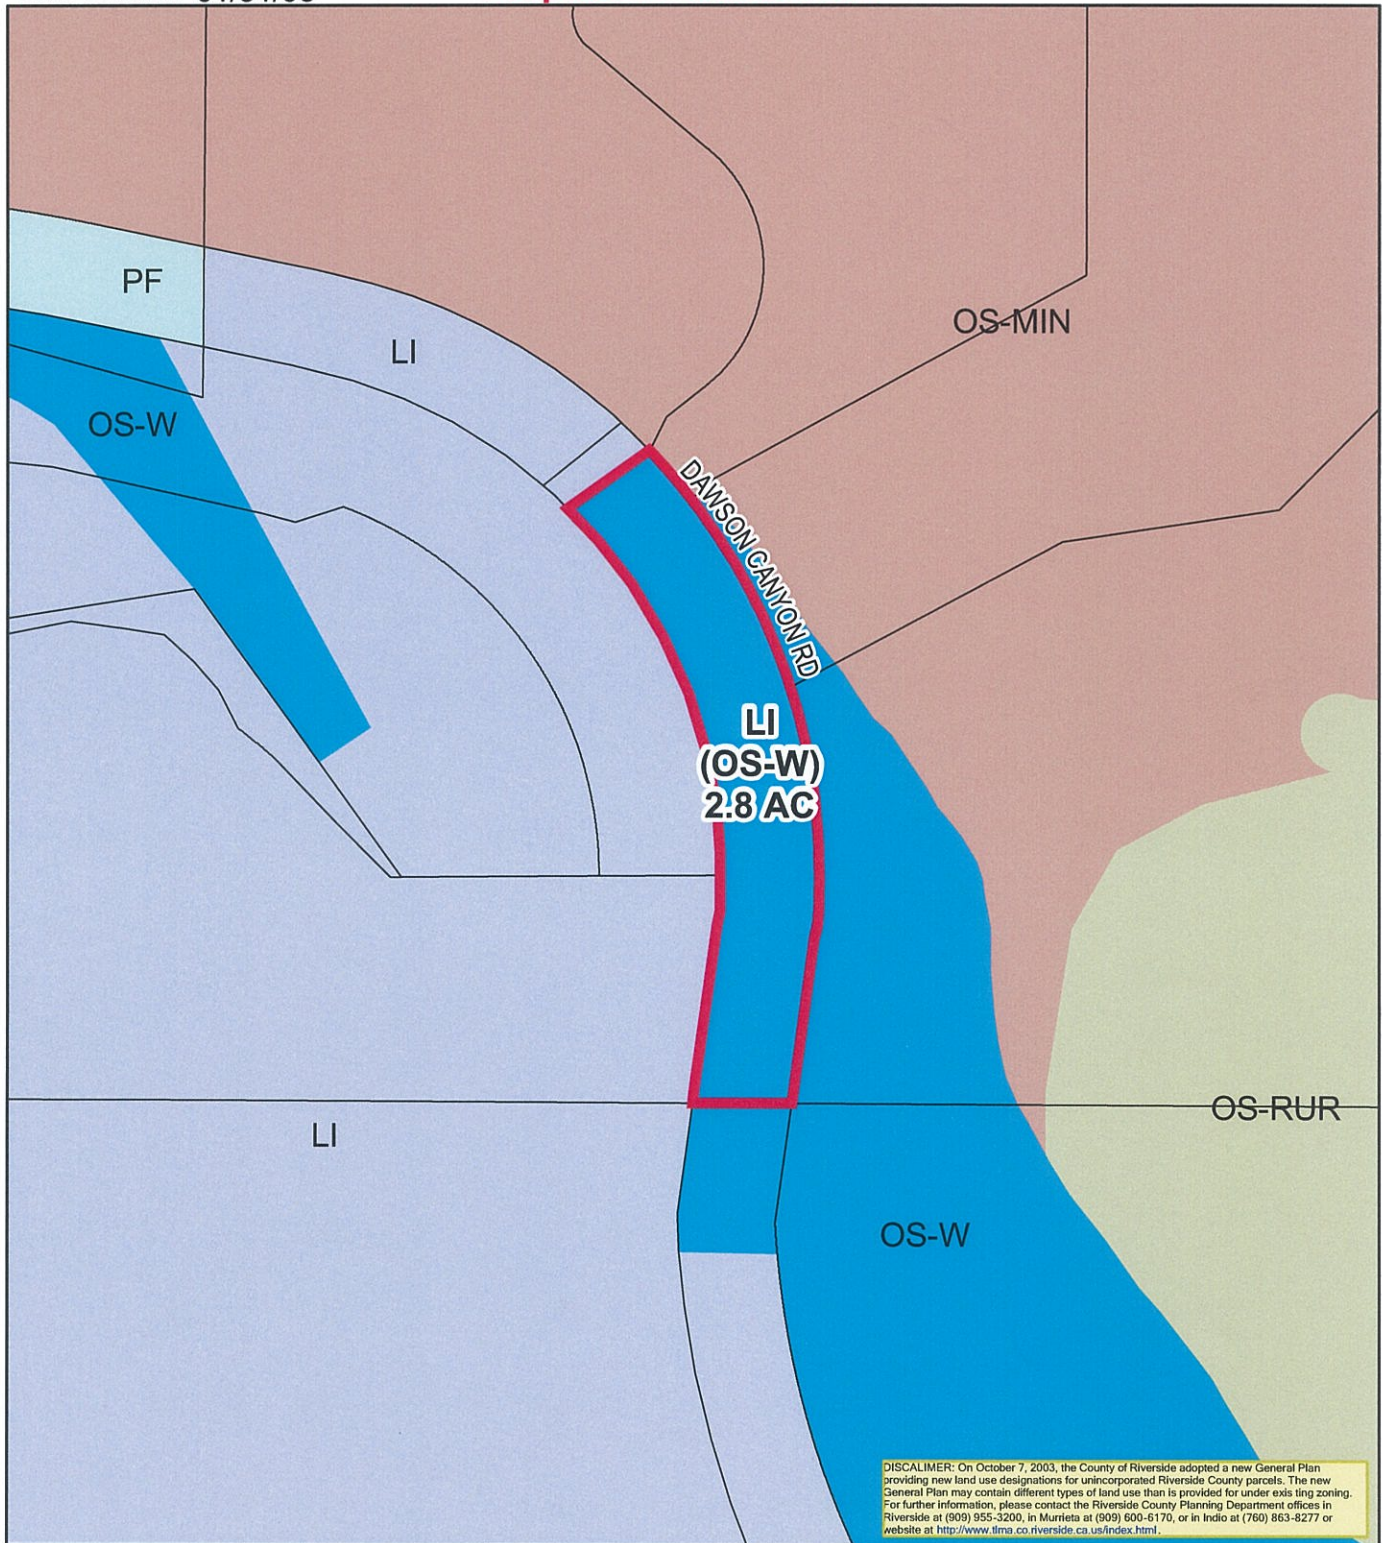 PF
LI
OS-MIN
OS-W
DAWSON CANYON RD
LI
(OS-W)
2.8 AC
OS-RUR
LI
OS-W
DISCALIMER: On October 7, 2003, the County of Riverside adopted a new General Plan
providing new land use designations for unincorporated Riverside County parcels. The new
General Plan may contain different types of land use than is provided for under exis ting zoning.
For further information, please contact the Riverside County Planning Department offices in
Riverside at (909) 955-3200, in Murrieta at (909) 600-6170, or in Indio at (760) 863-8277 or
website at http://www.tlma.co.riverside.ca.us/index.html.